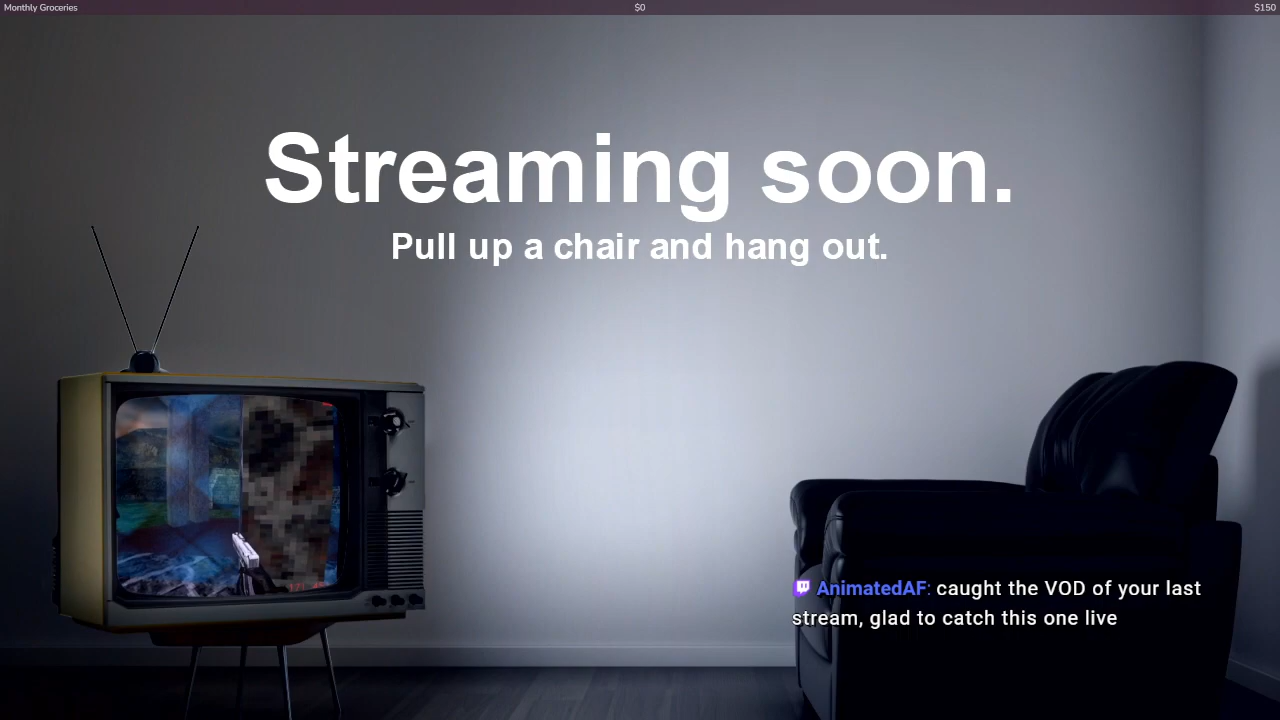 Monthly Groceries $0 $150
Streaming soon.
Pull up a chair and hang out.
AnimatedAF: caught the VOD of your last
stream, glad to catch this one live